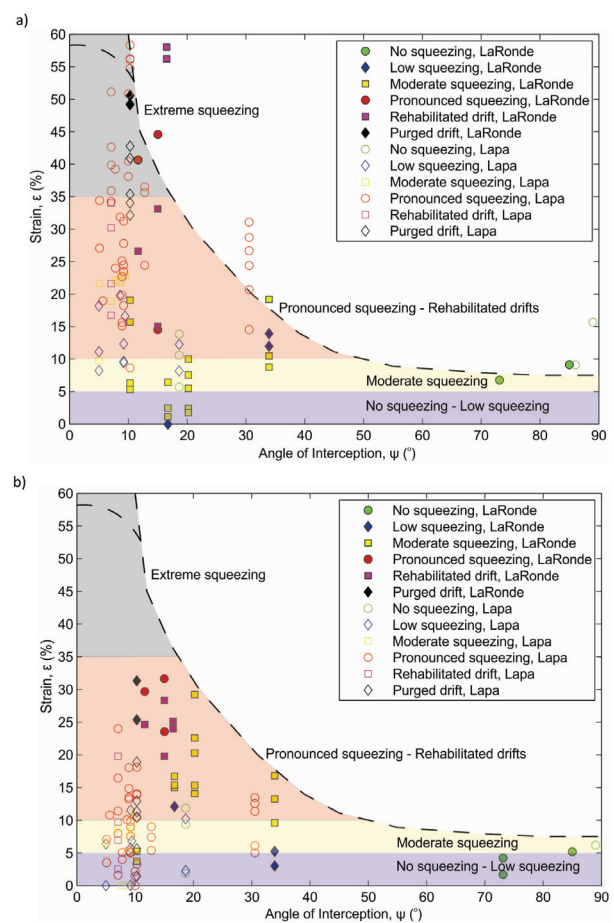 a)
60
55
50
45
40
35
30
25
20
15
10
5
0
Strain, ε (%)
Extreme squeezing
No squeezing, LaRonde
Low squeezing, LaRonde
Moderate squeezing, LaRonde
Pronounced squeezing, LaRonde
Rehabilitated drift, LaRonde
Purged drift, LaRonde
No squeezing, Lapa
Low squeezing, Lapa
Moderate squeezing, Lapa
Pronounced squeezing, Lapa
Rehabilitated drift, Lapa
Purged drift, Lapa
Pronounced squeezing - Rehabilitated drifts
Moderate squeezing
No squeezing - Low squeezing
0 10 20 30 40 50 60 70 80 90
Angle of Interception, ψ (°)
b)
60
55
50
45
40
35
30
25
20
15
10
5
0
Strain, ε (%)
Extreme squeezing
No squeezing, LaRonde
Low squeezing, LaRonde
Moderate squeezing, LaRonde
Pronounced squeezing, LaRonde
Rehabilitated drift, LaRonde
Purged drift, LaRonde
No squeezing, Lapa
Low squeezing, Lapa
Moderate squeezing, Lapa
Pronounced squeezing, Lapa
Rehabilitated drift, Lapa
Purged drift, Lapa
Pronounced squeezing - Rehabilitated drifts
Moderate squeezing
No squeezing - Low squeezing
0 10 20 30 40 50 60 70 80 90
Angle of Interception, ψ (°)